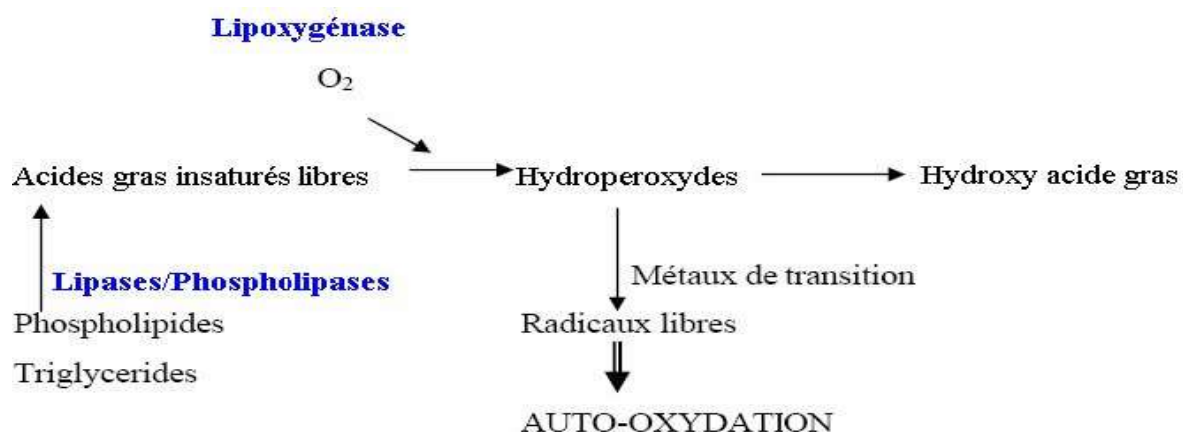 Lipoxygénase
O₂
Acides gras insaturés libres
Hydroperoxydes
Hydroxy acide gras
Lipases/Phospholipases
Métaux de transition
Phospholipides
Radicaux libres
Triglycerides
AUTO-OXYDATION